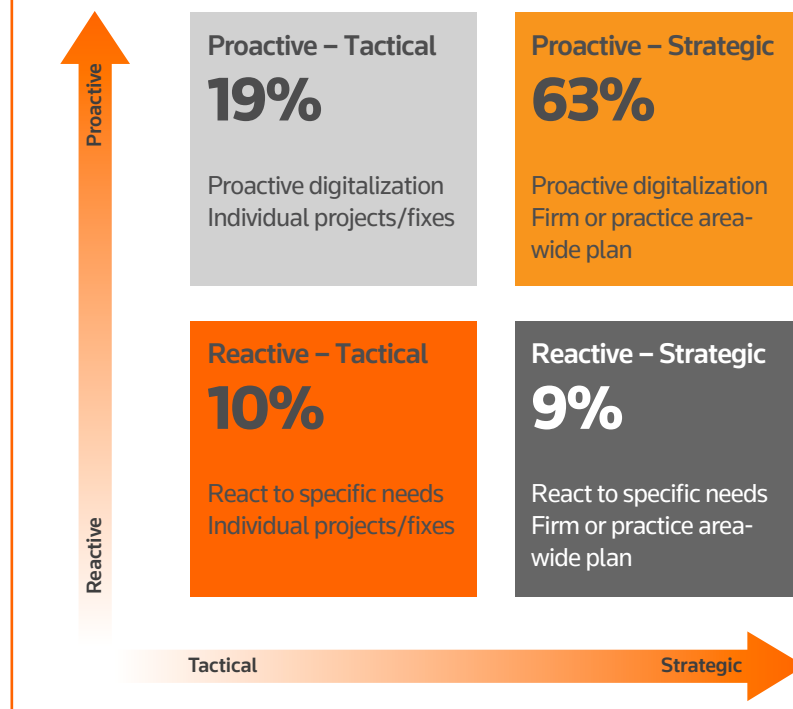 Proactive
Reactive
Proactive – Tactical
19%
Proactive digitalization
Individual projects/fixes
Proactive – Strategic
63%
Proactive digitalization
Firm or practice area-
wide plan
Reactive – Tactical
10%
React to specific needs
Individual projects/fixes
Reactive – Strategic
9%
React to specific needs
Firm or practice area-
wide plan
Tactical
Strategic